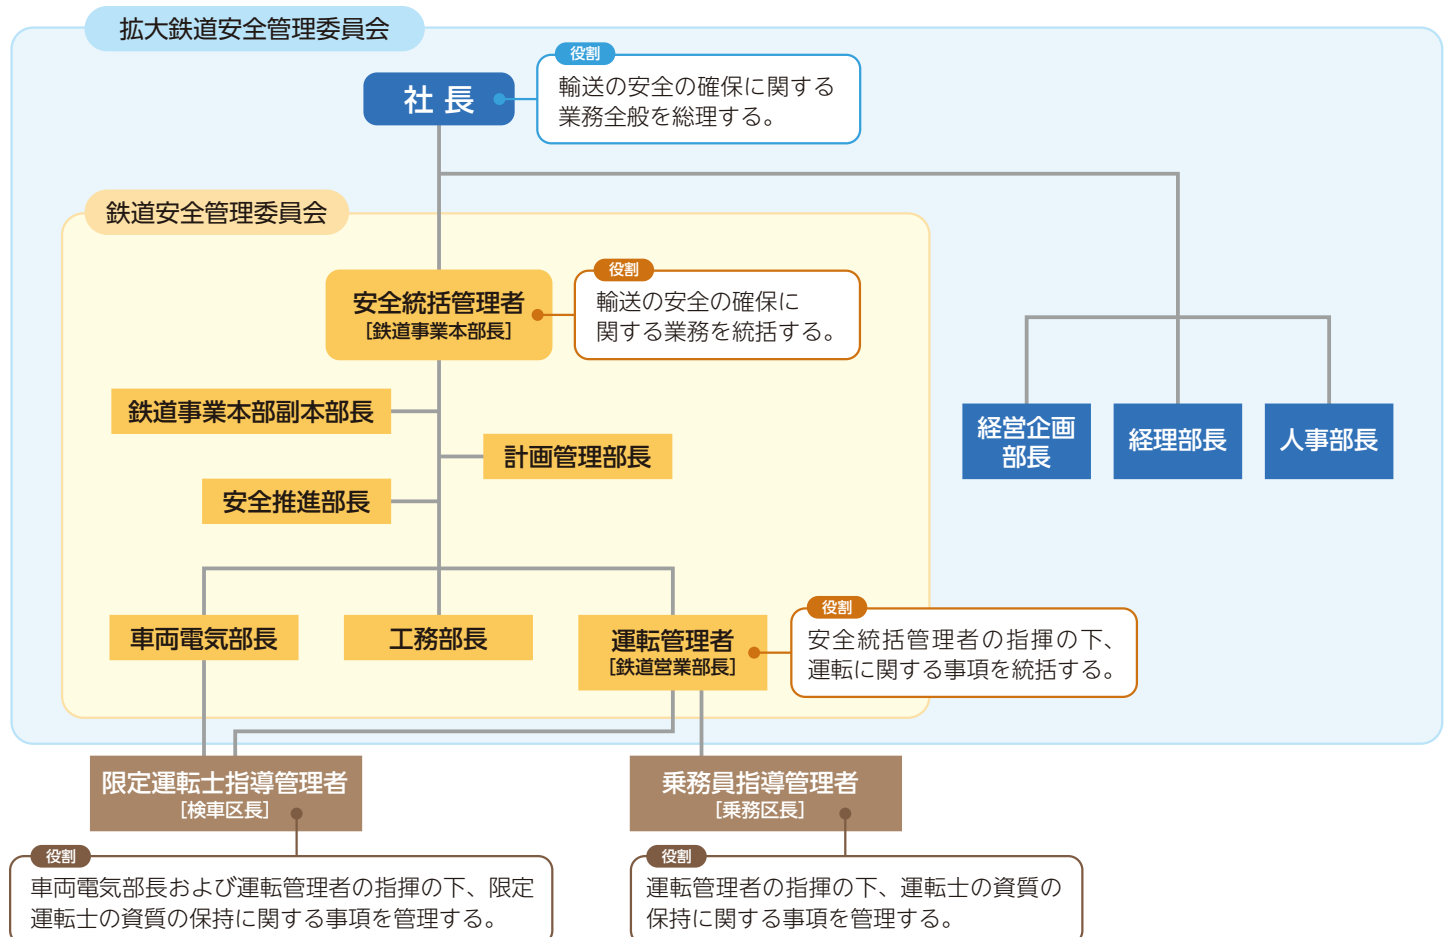 拡大鉄道安全管理委員会
役割
社長
輸送の安全の確保に関する
業務全般を総理する。
鉄道安全管理委員会
役割
安全統括管理者
[鉄道事業本部長]
輸送の安全の確保に
関する業務を統括する。
鉄道事業本部副本部長
計画管理部長
安全推進部長
経営企画
部長
経理部長
人事部長
車両電気部長
工務部長
運転管理者
[鉄道営業部長]
役割
安全統括管理者の指揮の下、
運転に関する事項を統括する。
限定運転士指導管理者
[検車区長]
乗務員指導管理者
[乗務区長]
役割
車両電気部長および運転管理者の指揮の下、限定
運転士の資質の保持に関する事項を管理する。
役割
運転管理者の指揮の下、運転士の資質の
保持に関する事項を管理する。